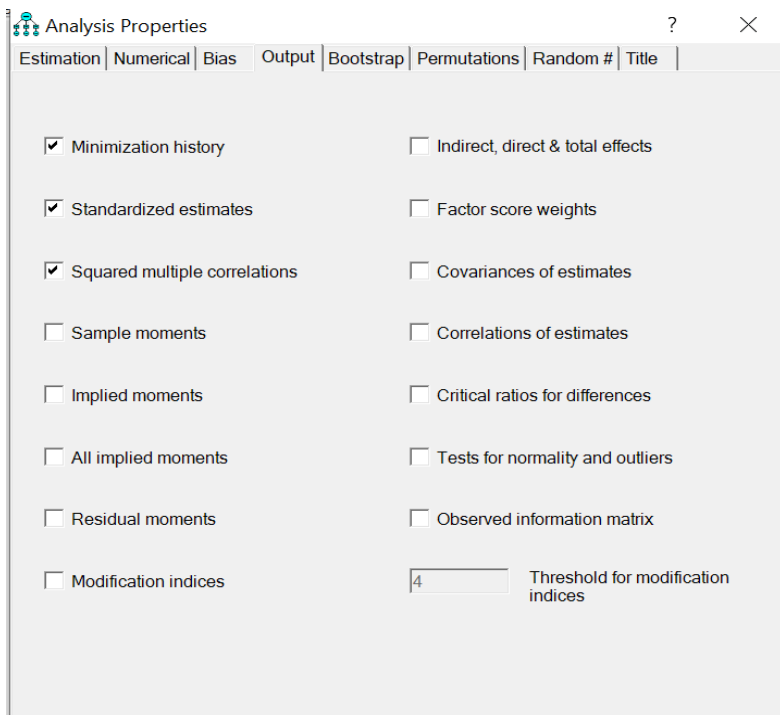 Analysis Properties ?
Estimation Numerical Bias Output Bootstrap Permutations Random # Title
Minimization history
Indirect, direct & total effects
Standardized estimates
Factor score weights
Squared multiple correlations
Covariances of estimates
Sample moments
Correlations of estimates
Implied moments
Critical ratios for differences
All implied moments
Tests for normality and outliers
Residual moments
Observed information matrix
Modification indices
4
Threshold for modification
indices